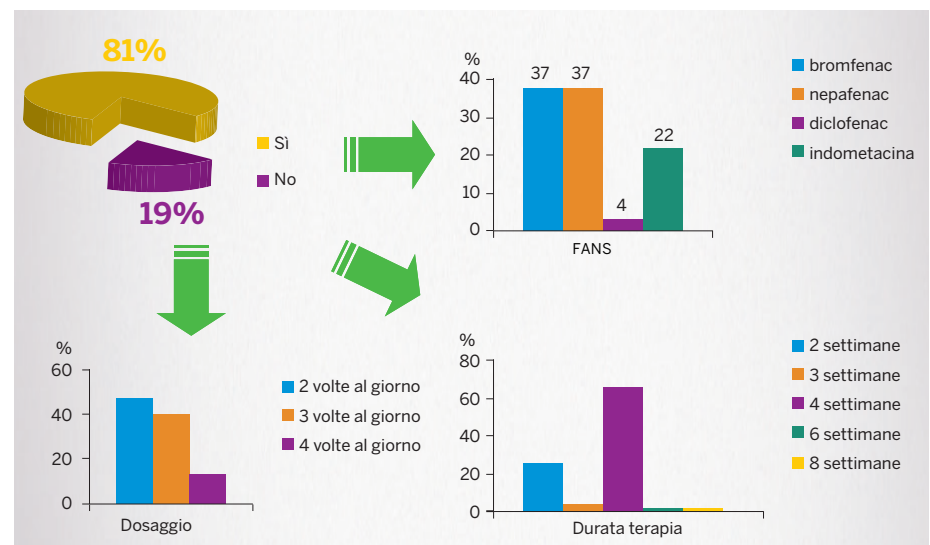 81%
Sì
No
19%
%
40
30
20
10
0
37 37
4
22
FANS
bromfenac
nepafenac
diclofenac
indometacina
%
60
40
20
0
Dosaggio
2 volte al giorno
3 volte al giorno
4 volte al giorno
%
80
60
40
20
0
Durata terapia
2 settimane
3 settimane
4 settimane
6 settimane
8 settimane